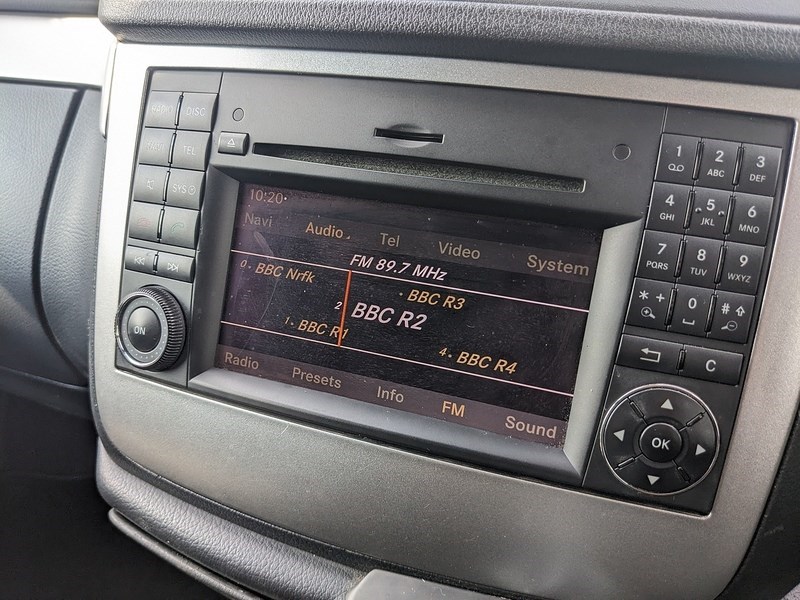 RADIO DISC
NAVI TEL
SYS
ON
10:20
Navi Audio Tel Video System
FM 89.7 MHz
0 BBC Nrfk
BBC R3
2 BBC R2
1 BBC R1
4 BBC R4
Radio Presets Info FM Sound
1 2 ABC 3 DEF
4 GHI 5 JKL 6 MNO
7 PQRS 8 TUV 9 WXYZ
* + 0 #
C
OK